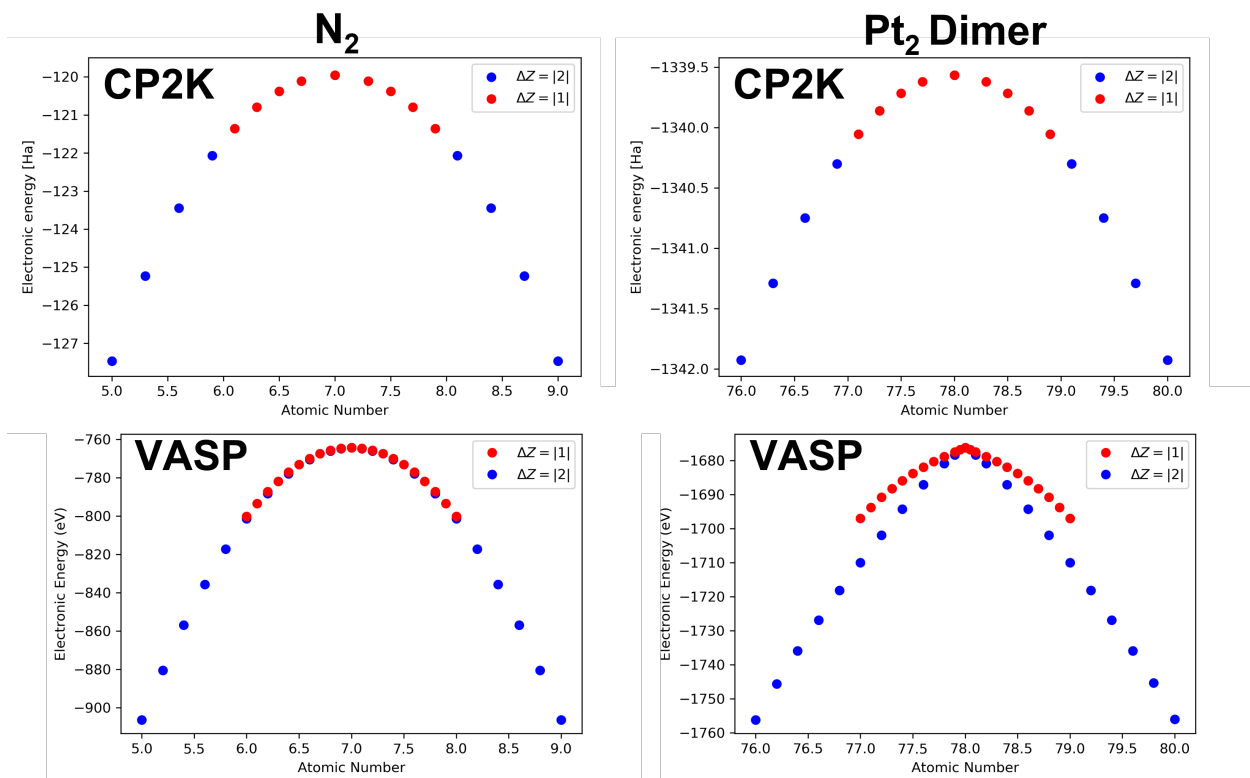 N₂
CP2K
Electronic energy [Ha]
−120
−121
−122
−123
−124
−125
−126
−127
ΔZ = |2|
ΔZ = |1|
5.0 5.5 6.0 6.5 7.0 7.5 8.0 8.5 9.0
Atomic Number
Pt₂ Dimer
CP2K
Electronic energy [Ha]
−1339.5
−1340.0
−1340.5
−1341.0
−1341.5
−1342.0
ΔZ = |2|
ΔZ = |1|
76.0 76.5 77.0 77.5 78.0 78.5 79.0 79.5 80.0
Atomic Number
VASP
Electronic Energy (eV)
−760
−780
−800
−820
−840
−860
−880
−900
ΔZ = |1|
ΔZ = |2|
5.0 5.5 6.0 6.5 7.0 7.5 8.0 8.5 9.0
Atomic Number
VASP
Electronic Energy (eV)
−1680
−1690
−1700
−1710
−1720
−1730
−1740
−1750
−1760
ΔZ = |1|
ΔZ = |2|
76.0 76.5 77.0 77.5 78.0 78.5 79.0 79.5 80.0
Atomic Number